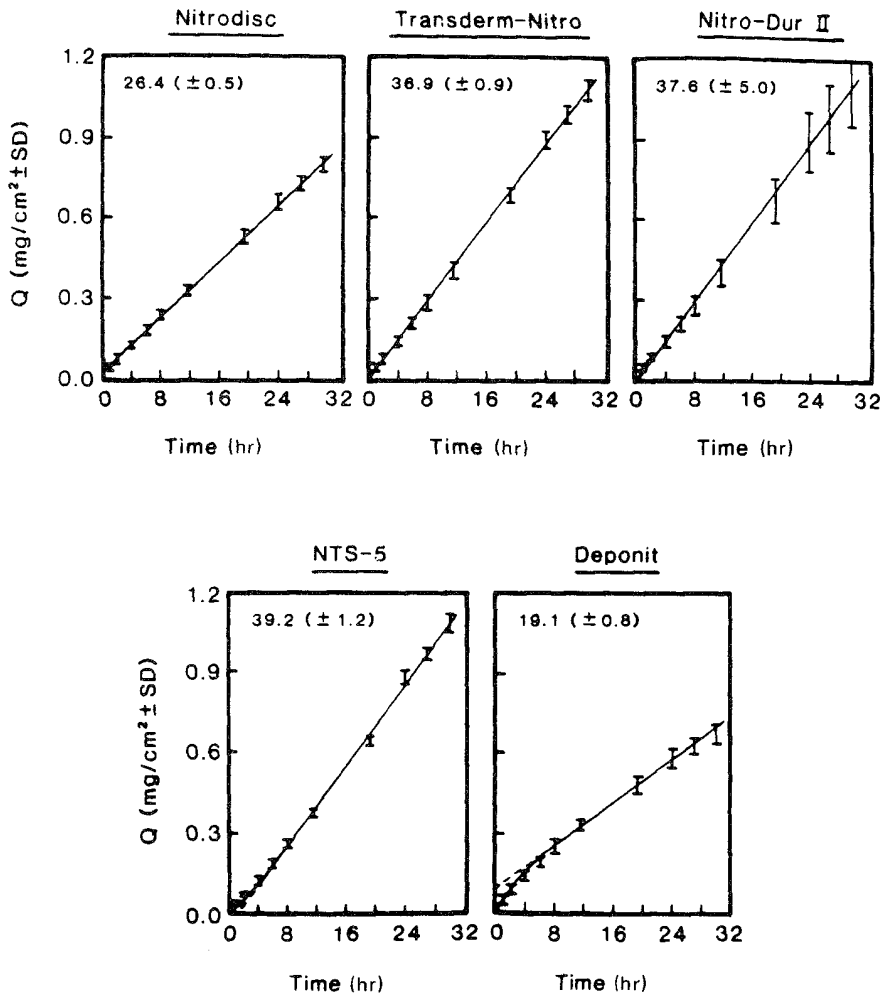 Nitrodisc
Transderm-Nitro
Nitro-Dur II
1.2
0.9
0.6
0.3
0.0
Q (mg/cm² ± SD)
26.4 (±0.5)
36.9 (±0.9)
37.6 (±5.0)
0 8 16 24 32
0 8 16 24 32
0 8 16 24 32
Time (hr)
Time (hr)
Time (hr)
NTS-5
Deponit
1.2
0.9
0.6
0.3
0.0
Q (mg/cm² ± SD)
39.2 (±1.2)
19.1 (±0.8)
0 8 16 24 32
0 8 16 24 32
Time (hr)
Time (hr)